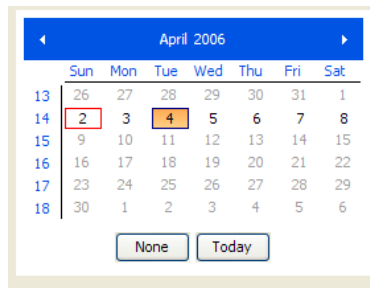 April 2006
Sun Mon Tue Wed Thu Fri Sat
13 26 27 28 29 30 31 1
14 2 3 4 5 6 7 8
15 9 10 11 12 13 14 15
16 16 17 18 19 20 21 22
17 23 24 25 26 27 28 29
18 30 1 2 3 4 5 6
None Today